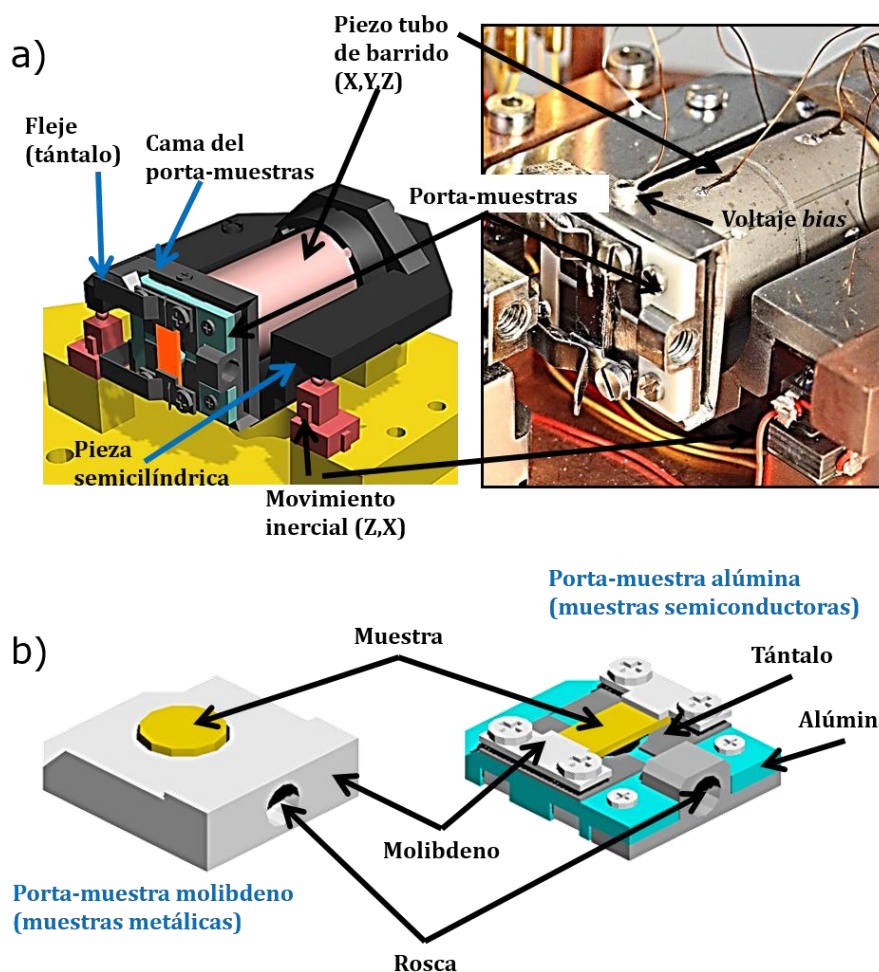 a)
Piezo tubo
de barrido
(X,Y,Z)
Fleje
(tántalo)
Cama del
porta-muestras
Porta-muestras
Voltaje bias
Pieza
semicilíndrica
Movimiento
inercial (Z,X)
Porta-muestra alúmina
(muestras semiconductoras)
b)
Muestra
Tántalo
Alúmin
Molibdeno
Porta-muestra molibdeno
(muestras metálicas)
Rosca